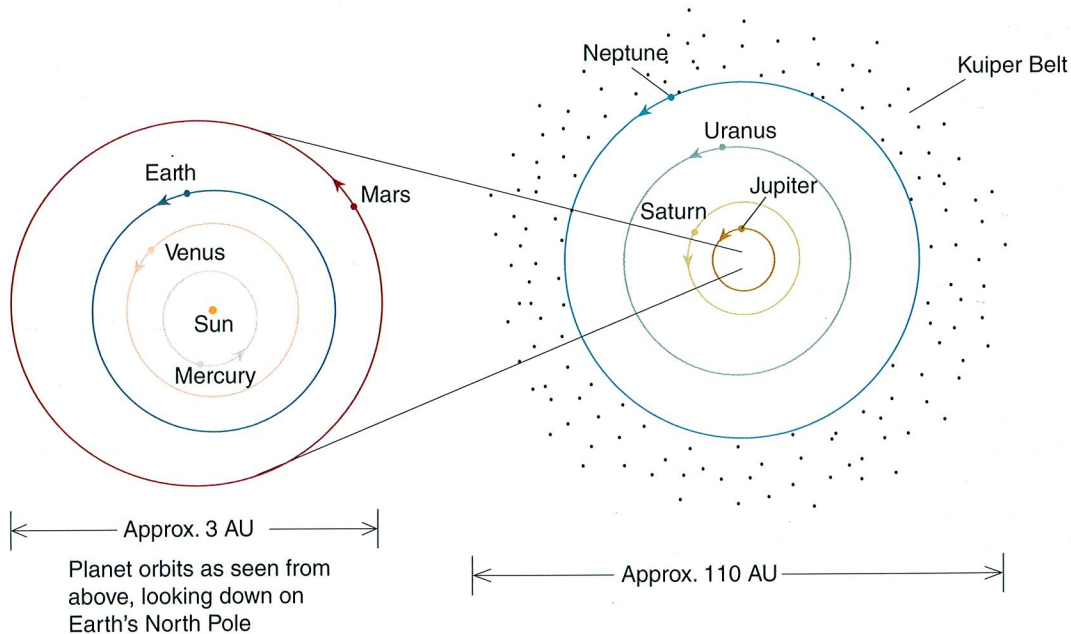 Neptune
Kuiper Belt
Uranus
Earth
Jupiter
Mars
Saturn
Venus
Sun
Mercury
Approx. 3 AU
Approx. 110 AU
Planet orbits as seen from
above, looking down on
Earth's North Pole